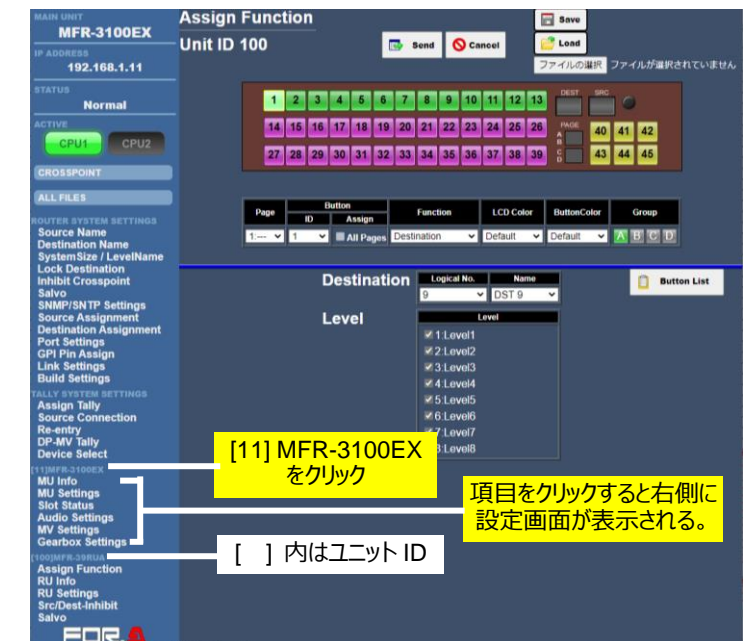 MAIN UNIT
MFR-3100EX
IP ADDRESS
192.168.1.11
STATUS
Normal
ACTIVE
CPU1 CPU2
CROSSPOINT
ALL FILES
ROUTER SYSTEM SETTINGS
Source Name
Destination Name
SystemSize / LevelName
Lock Destination
Inhibit Crosspoint
Salvo
SNMP/SNTP Settings
Source Assignment
Destination Assignment
Port Settings
GPI Pin Assign
Link Settings
Build Settings
TALLY SYSTEM SETTINGS
Assign Tally
Source Connection
Re-entry
DP-MV Tally
Device Select
[11]MFR-3100EX
MU Info
MU Settings
Slot Status
Audio Settings
MV Settings
Gearbox Settings
[100]MFR-39RUA
Assign Function
RU Info
RU Settings
Src/Dest-Inhibit
Salvo
FOR.A
Assign Function
Unit ID 100
Send Cancel
Save
Load
ファイルの選択 ファイルが選択されていません
1 2 3 4 5 6 7 8 9 10 11 12 13 DEST SRC
14 15 16 17 18 19 20 21 22 23 24 25 26 PAGE A B 40 41 42
27 28 29 30 31 32 33 34 35 36 37 38 39 C D 43 44 45
Page Button Function LCD Color ButtonColor Group
ID Assign
1:--- 1 All Pages Destination Default Default A B C D
Destination Logical No. Name
9 DST 9
Button List
Level Level
1:Level1
2:Level2
3:Level3
4:Level4
5:Level5
6:Level6
7:Level7
:Level8
[11] MFR-3100EX
をクリック
項目をクリックすると右側に
設定画面が表示される。
[ ] 内はユニット ID